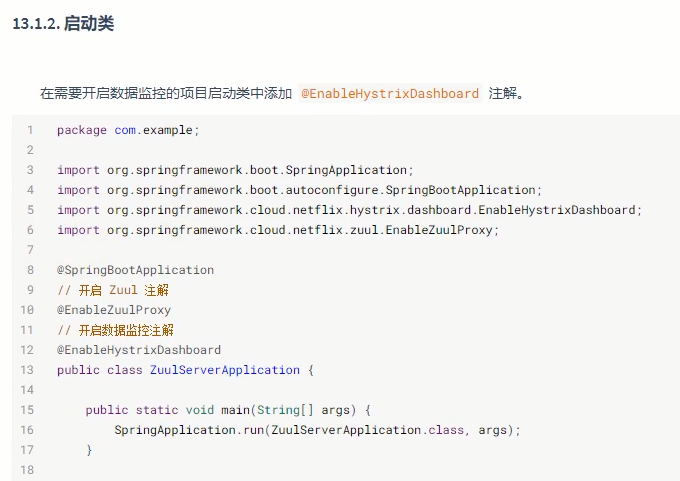 13.1.2. 启动类
在需要开启数据监控的项目启动类中添加 @EnableHystrixDashboard 注解。
1 package com.example;
2
3 import org.springframework.boot.SpringApplication;
4 import org.springframework.boot.autoconfigure.SpringBootApplication;
5 import org.springframework.cloud.netflix.hystrix.dashboard.EnableHystrixDashboard;
6 import org.springframework.cloud.netflix.zuul.EnableZuulProxy;
7
8 @SpringBootApplication
9 // 开启 Zuul 注解
10 @EnableZuulProxy
11 // 开启数据监控注解
12 @EnableHystrixDashboard
13 public class ZuulServerApplication {
14
15     public static void main(String[] args) {
16         SpringApplication.run(ZuulServerApplication.class, args);
17     }
18